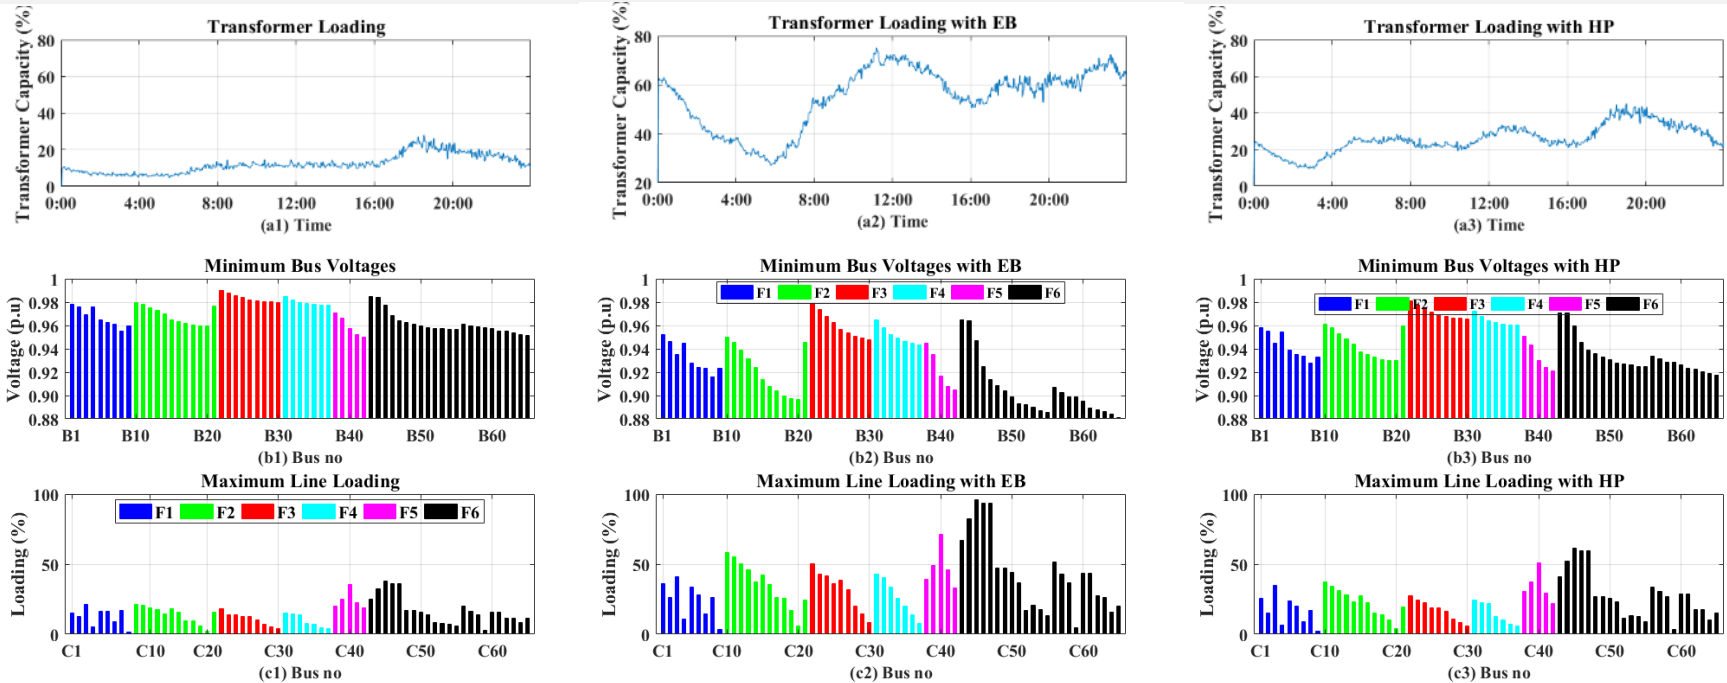 Transformer Loading
Transformer Capacity (%)
80
60
40
20
0
0:00 4:00 8:00 12:00 16:00 20:00
(a1) Time
Transformer Loading with EB
Transformer Capacity (%)
80
60
40
20
0:00 4:00 8:00 12:00 16:00 20:00
(a2) Time
Transformer Loading with HP
Transformer Capacity (%)
80
60
40
20
0
0:00 4:00 8:00 12:00 16:00 20:00
(a3) Time
Minimum Bus Voltages
Voltage (p.u)
1
0.98
0.96
0.94
0.92
0.90
0.88
B1 B10 B20 B30 B40 B50 B60
(b1) Bus no
Minimum Bus Voltages with EB
F1 F2 F3 F4 F5 F6
Voltage (p.u)
1
0.98
0.96
0.94
0.92
0.90
0.88
B1 B10 B20 B30 B40 B50 B60
(b2) Bus no
Minimum Bus Voltages with HP
F1 F2 F3 F4 F5 F6
Voltage (p.u)
1
0.98
0.96
0.94
0.92
0.90
0.88
B1 B10 B20 B30 B40 B50 B60
(b3) Bus no
Maximum Line Loading
F1 F2 F3 F4 F5 F6
Loading (%)
100
50
0
C1 C10 C20 C30 C40 C50 C60
(c1) Bus no
Maximum Line Loading with EB
Loading (%)
100
50
0
C1 C10 C20 C30 C40 C50 C60
(c2) Bus no
Maximum Line Loading with HP
Loading (%)
100
50
0
C1 C10 C20 C30 C40 C50 C60
(c3) Bus no